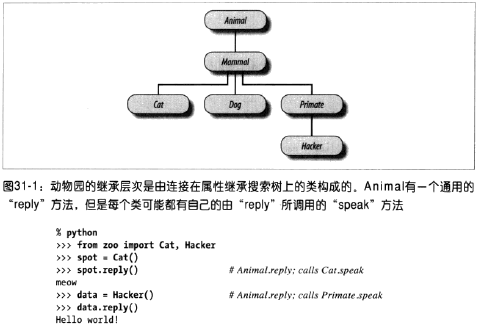 Animal
Mammal
Cat Dog Primate
Hacker
图31-1：动物园的继承层次是由连接在属性继承搜索树上的类构成的。Animal有一个通用的
“reply”方法，但是每个类可能都有自己的由“reply”所调用的“speak”方法
% python
>>> from zoo import Cat, Hacker
>>> spot = Cat()
>>> spot.reply() # Animal.reply; calls Cat.speak
meow
>>> data = Hacker() # Animal.reply; calls Primate.speak
>>> data.reply()
Hello world!